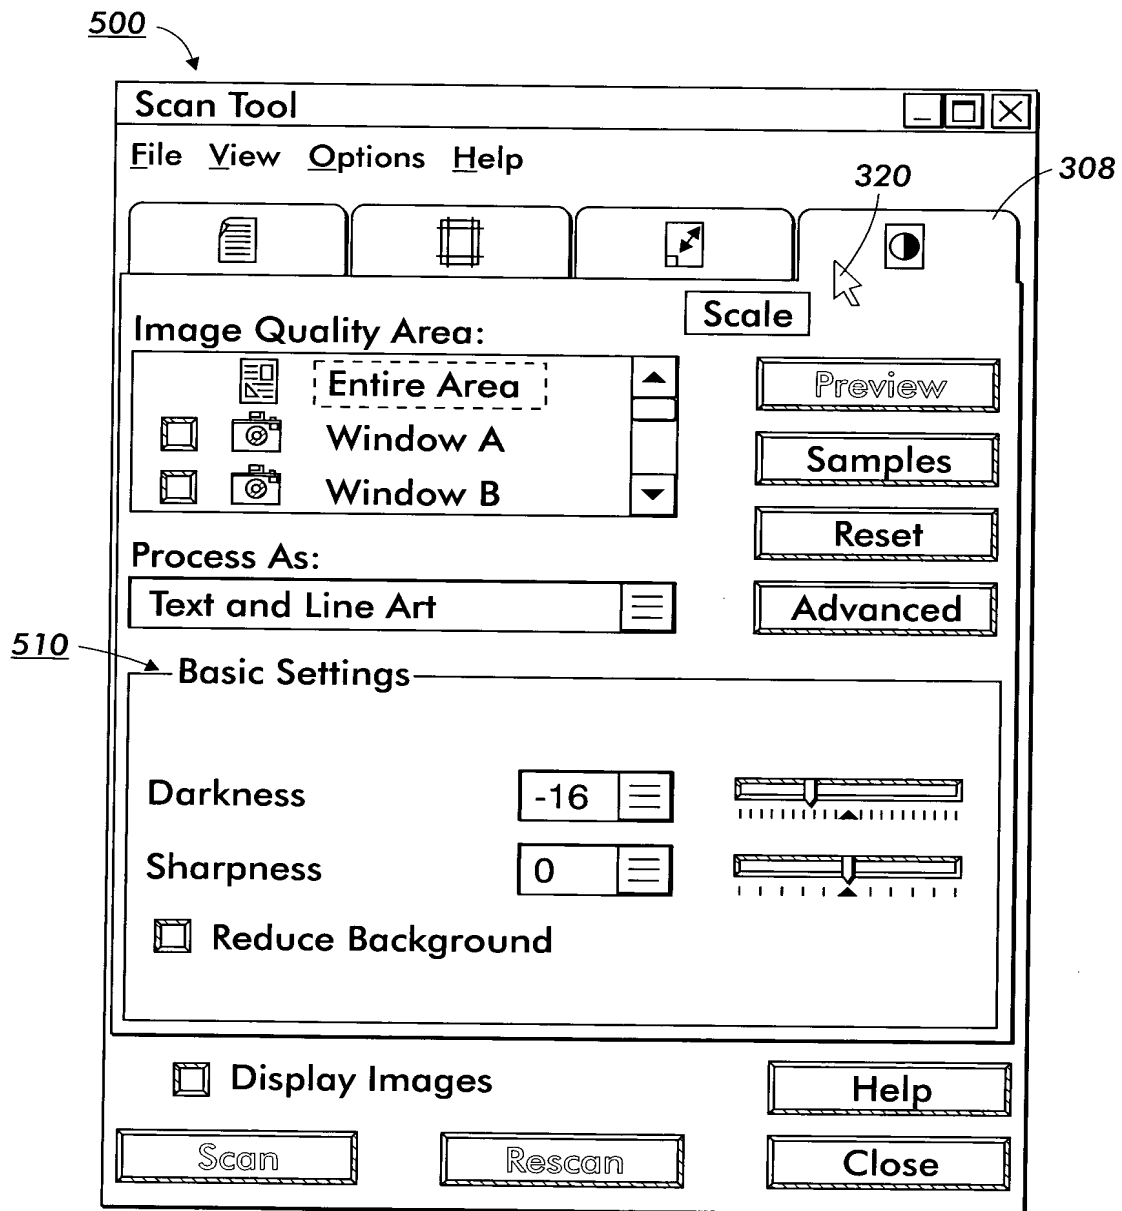 500
Scan Tool
File View Options Help
320
308
Scale
Image Quality Area:
Entire Area
Window A
Window B
Preview
Samples
Reset
Advanced
Process As:
Text and Line Art
510
Basic Settings
Darkness -16
Sharpness 0
Reduce Background
Display Images
Help
Scan Rescan Close